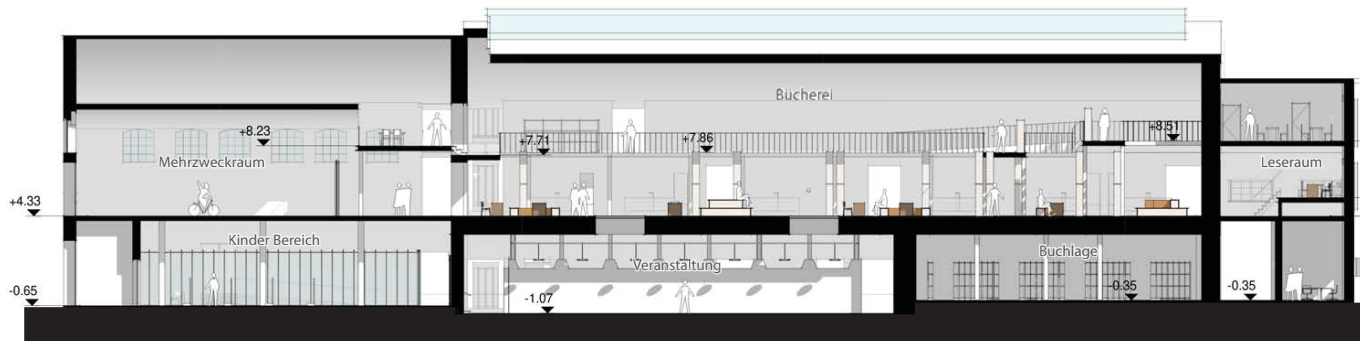 Bücherei
+8.23
+7.71
+7.86
+8.51
Mehrzweckraum
Leseraum
+4.33
Kinder Bereich
Veranstaltung
Buchlage
-0.65
-1.07
-0.35
-0.35